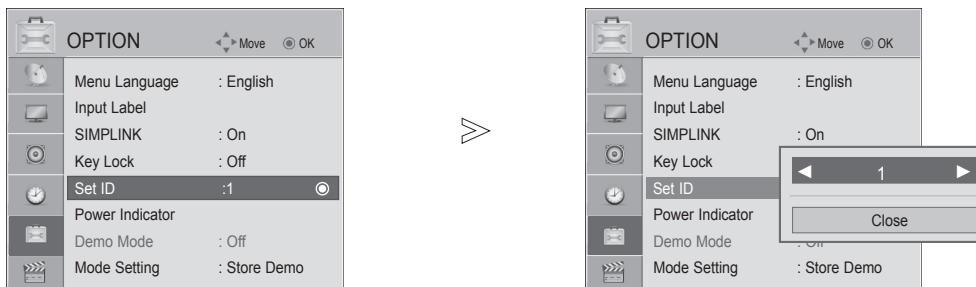 OPTION Move OK
Menu Language : English
Input Label
SIMPLINK : On
Key Lock : Off
Set ID :1
Power Indicator
Demo Mode : Off
Mode Setting : Store Demo
OPTION Move OK
Menu Language : English
Input Label
SIMPLINK : On
Key Lock
◀ 1 ▶
Set ID
Power Indicator
Close
Demo Mode : Off
Mode Setting : Store Demo